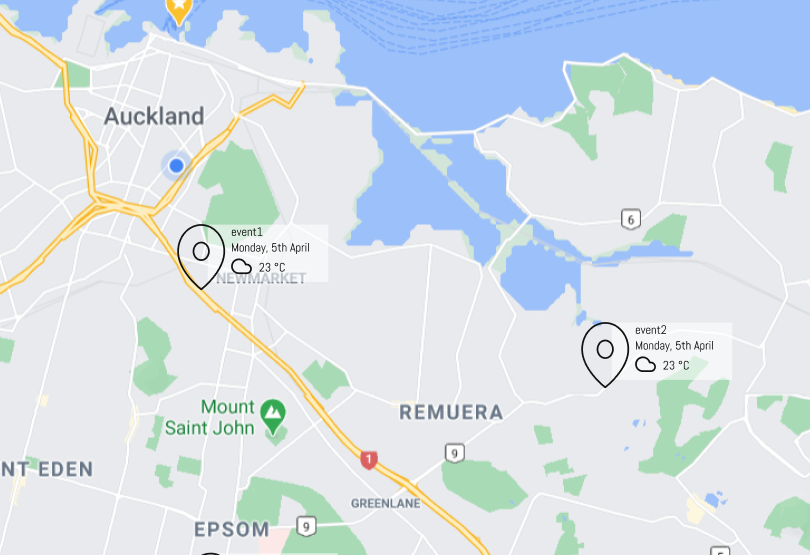 Auckland
6
event1
Monday, 5th April
23 °C
NEWMARKET
event2
Monday, 5th April
23 °C
Mount
Saint John
REMUERA
9
1
NT EDEN
GREENLANE
9
EPSOM